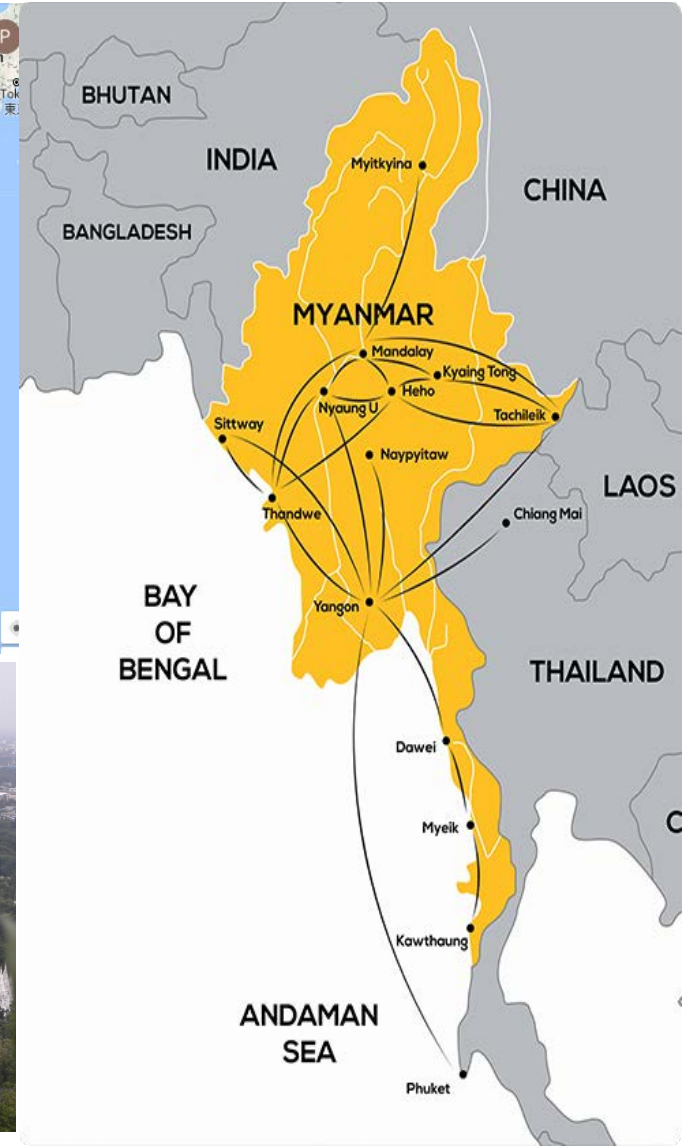 P
Tok
BHUTAN
INDIA
Myitkyina
CHINA
BANGLADESH
MYANMAR
Mandalay
Kyaing Tong
Heho
Nyaung U
Tachileik
Sittway
Naypyitaw
LAOS
Thandwe
Chiang Mai
Yangon
BAY
OF
BENGAL
THAILAND
Dawei
Myeik
C
Kawthaung
ANDAMAN
SEA
Phuket